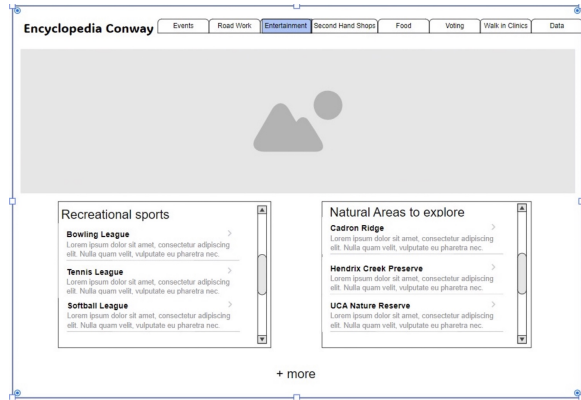 Encyclopedia Conway
Events
Road Work
Entertainment
Second Hand Shops
Food
Voting
Walk in Clinics
Data
Recreational sports
Bowling League
Lorem ipsum dolor sit amet, consectetur adipiscing
elit. Nulla quam velit, vulputate eu pharetra nec.
Tennis League
Lorem ipsum dolor sit amet, consectetur adipiscing
elit. Nulla quam velit, vulputate eu pharetra nec.
Softball League
Lorem ipsum dolor sit amet, consectetur adipiscing
elit. Nulla quam velit, vulputate eu pharetra nec.
Natural Areas to explore
Cadron Ridge
Lorem ipsum dolor sit amet, consectetur adipiscing
elit. Nulla quam velit, vulputate eu pharetra nec.
Hendrix Creek Preserve
Lorem ipsum dolor sit amet, consectetur adipiscing
elit. Nulla quam velit, vulputate eu pharetra nec.
UCA Nature Reserve
Lorem ipsum dolor sit amet, consectetur adipiscing
elit. Nulla quam velit, vulputate eu pharetra nec.
+ more